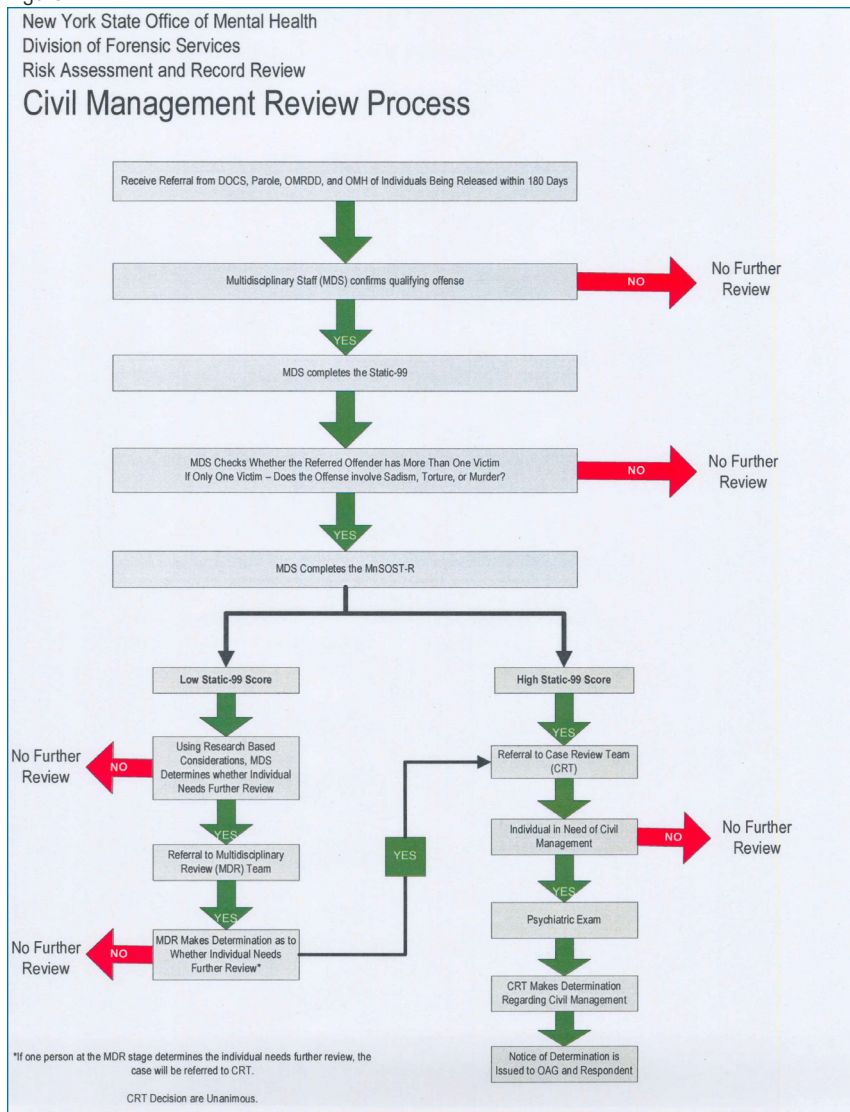 New York State Office of Mental Health
Division of Forensic Services
Risk Assessment and Record Review
Civil Management Review Process
Receive Referral from DOCS, Parole, OMRDD, and OMH of Individuals Being Released within 180 Days
Multidisciplinary Staff (MDS) confirms qualifying offense
NO
No Further
Review
YES
MDS completes the Static-99
MDS Checks Whether the Referred Offender has More Than One Victim
If Only One Victim – Does the Offense involve Sadism, Torture, or Murder?
NO
No Further
Review
YES
MDS Completes the MnSOST-R
Low Static-99 Score
Using Research Based
Considerations, MDS
Determines whether Individual
Needs Further Review
NO
No Further
Review
YES
Referral to Multidisciplinary
Review (MDR) Team
YES
MDR Makes Determination as to
Whether Individual Needs
Further Review*
NO
No Further
Review
YES
High Static-99 Score
YES
Referral to Case Review Team
(CRT)
Individual in Need of Civil
Management
NO
No Further
Review
YES
Psychiatric Exam
CRT Makes Determination
Regarding Civil Management
Notice of Determination is
Issued to OAG and Respondent
*If one person at the MDR stage determines the individual needs further review, the
case will be referred to CRT.
CRT Decision are Unanimous.